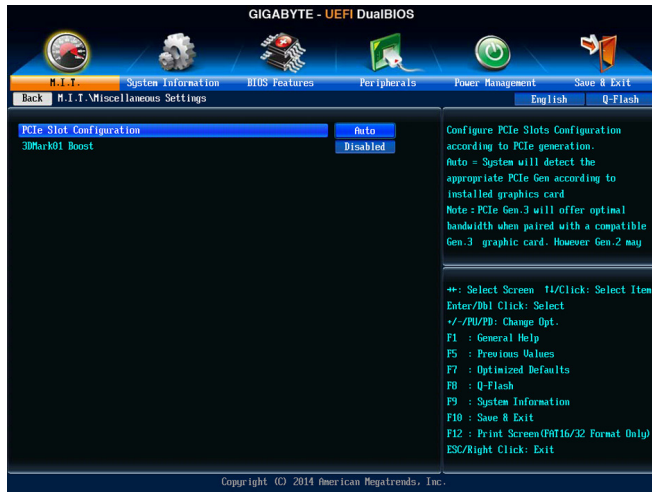 GIGABYTE - UEFI DualBIOS
M.I.T. System Information BIOS Features Peripherals Power Management Save & Exit
Back M.I.T.\Miscellaneous Settings English Q-Flash
PCIe Slot Configuration Auto
3DMark01 Boost Disabled
Configure PCIe Slots Configuration
according to PCIe generation.
Auto = System will detect the
appropriate PCIe Gen according to
installed graphics card
Note : PCIe Gen.3 will offer optimal
bandwidth when paired with a compatible
Gen.3 graphic card. However Gen.2 may
→←: Select Screen ↑↓/Click: Select Item
Enter/Dbl Click: Select
+/-/PU/PD: Change Opt.
F1 : General Help
F5 : Previous Values
F7 : Optimized Defaults
F8 : Q-Flash
F9 : System Information
F10 : Save & Exit
F12 : Print Screen(FAT16/32 Format Only)
ESC/Right Click: Exit
Copyright (C) 2014 American Megatrends, Inc.